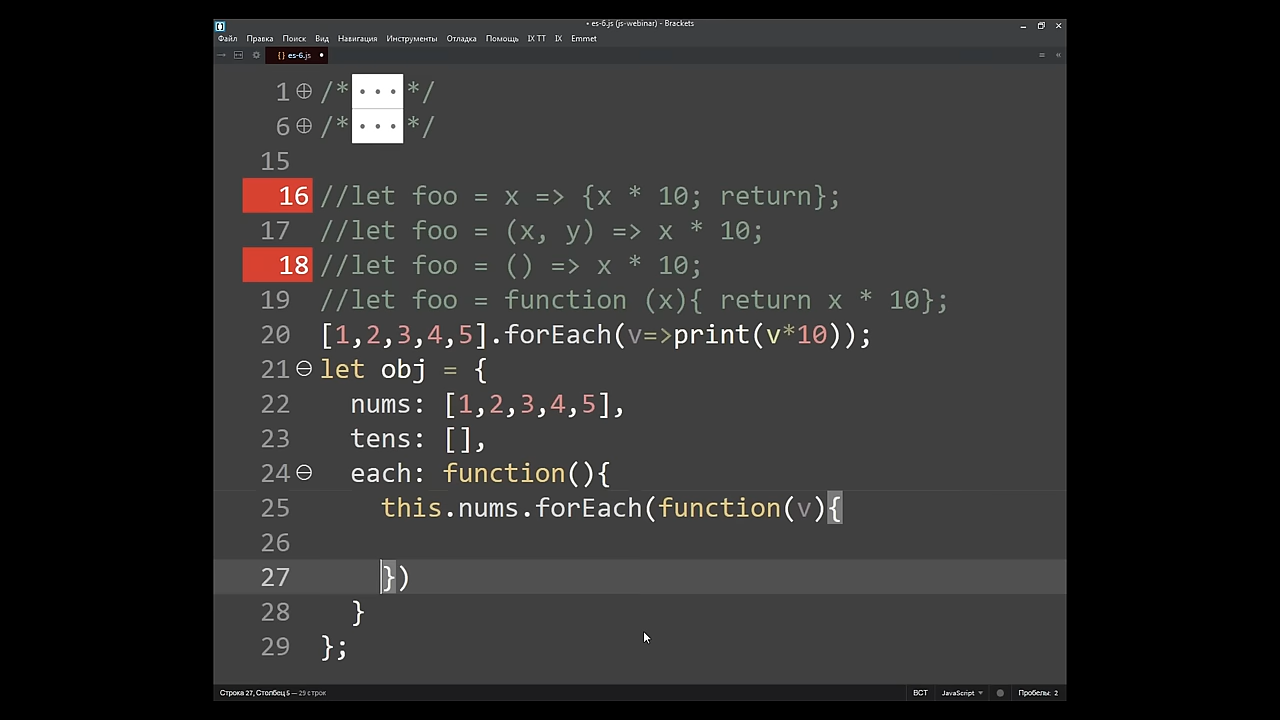 • es-6.js (js-webinar) - Brackets
Файл Правка Поиск Вид Навигация Инструменты Отладка Помощь IX TT IX Emmet
{} es-6.js •
1 /*···*/
6 /*···*/
15
16 //let foo = x => {x * 10; return};
17 //let foo = (x, y) => x * 10;
18 //let foo = () => x * 10;
19 //let foo = function (x){ return x * 10};
20 [1,2,3,4,5].forEach(v=>print(v*10));
21 let obj = {
22 nums: [1,2,3,4,5],
23 tens: [],
24 each: function(){
25 this.nums.forEach(function(v){
26
27 })
28 }
29 };
Строка 27, Столбец 5 — 29 строк
ВСТ JavaScript Пробелы: 2